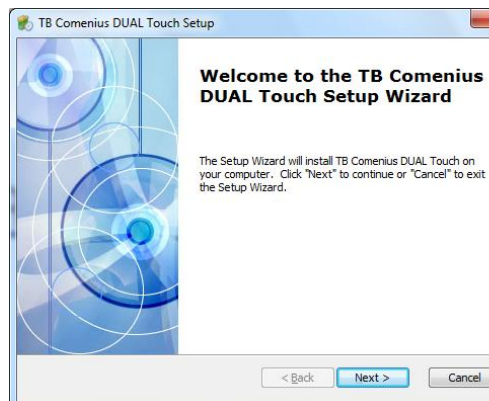 TB Comenius DUAL Touch Setup
Welcome to the TB Comenius
DUAL Touch Setup Wizard
The Setup Wizard will install TB Comenius DUAL Touch on
your computer. Click "Next" to continue or "Cancel" to exit
the Setup Wizard.
< Back Next > Cancel